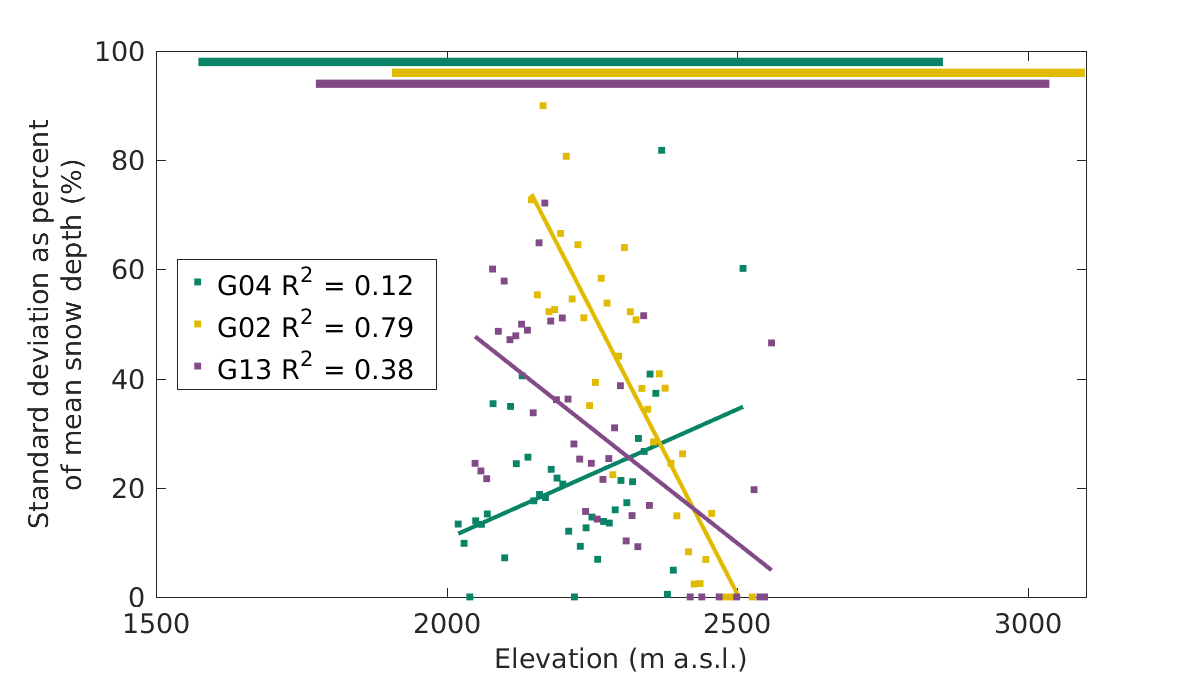 Standard deviation as percent
of mean snow depth (%)
100
80
60
40
20
0
G04 R² = 0.12
G02 R² = 0.79
G13 R² = 0.38
1500
2000
2500
3000
Elevation (m a.s.l.)